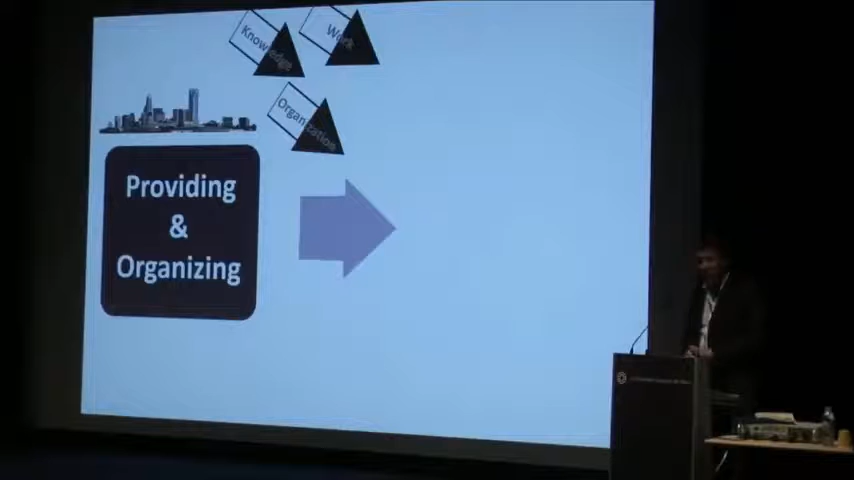 Knowledge
Work
Organization
Providing
&
Organizing